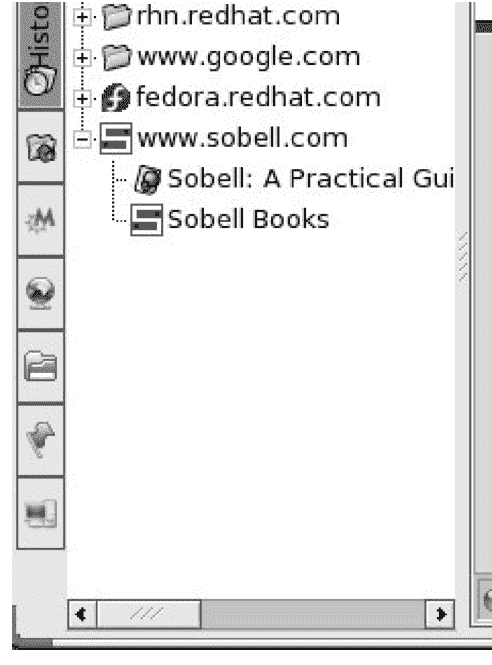 Histo
rhn.redhat.com
www.google.com
fedora.redhat.com
www.sobell.com
Sobell: A Practical Gui
Sobell Books